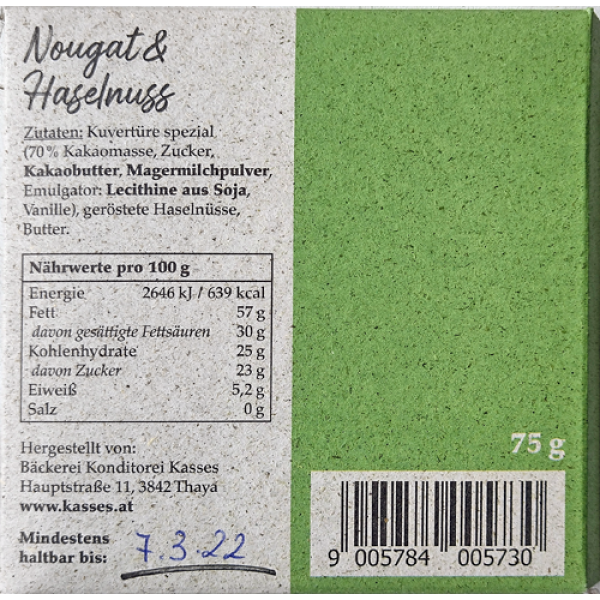 Nougat &
Haselnuss
Zutaten: Kuvertüre spezial
(70% Kakaomasse, Zucker,
Kakaobutter, Magermilchpulver,
Emulgator: Lecithine aus Soja,
Vanille), geröstete Haselnüsse,
Butter.
Nährwerte pro 100 g
Energie 2646 kJ / 639 kcal
Fett 57 g
davon gesättigte Fettsäuren 30 g
Kohlenhydrate 25 g
davon Zucker 23 g
Eiweiß 5,2 g
Salz 0 g
Hergestellt von:
Bäckerei Konditorei Kasses
Hauptstraße 11, 3842 Thaya
www.kasses.at
Mindestens
haltbar bis: 7.3.22
75 g
9 005784 005730